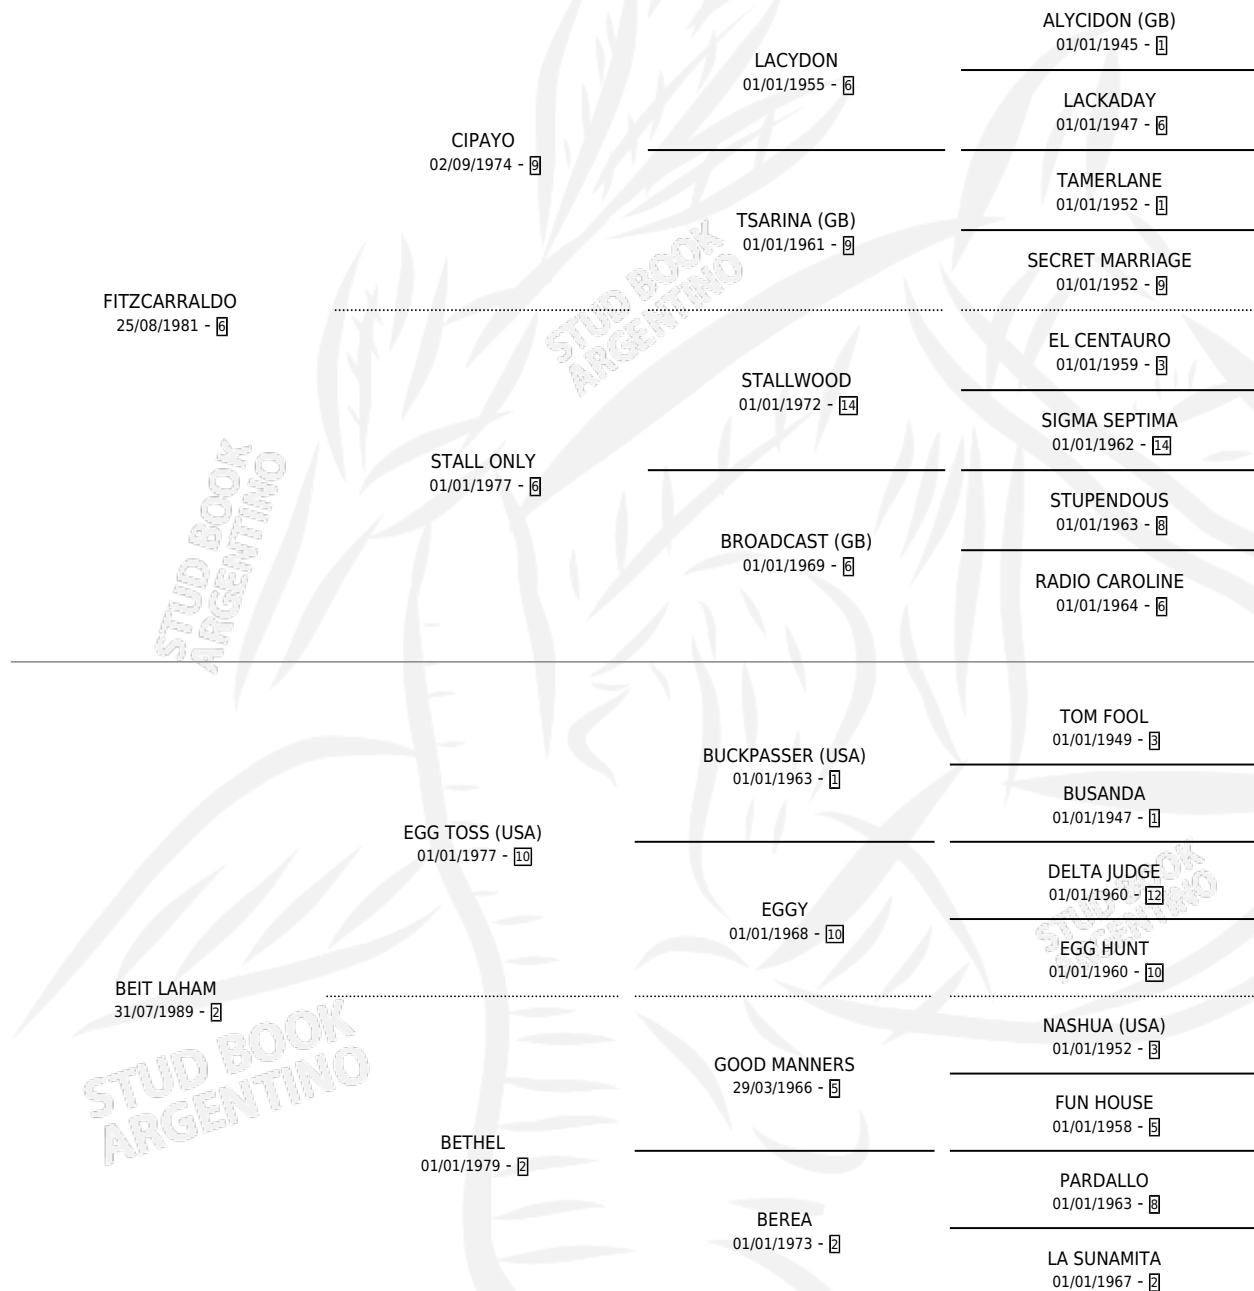 ALYCIDON (GB)
01/01/1945 - 1
LACYDON
01/01/1955 - 6
LACKADAY
01/01/1947 - 6
CIPAYO
02/09/1974 - 9
TAMERLANE
01/01/1952 - 1
TSARINA (GB)
01/01/1961 - 9
SECRET MARRIAGE
01/01/1952 - 9
FITZCARRALDO
25/08/1981 - 6
EL CENTAURO
01/01/1959 - 3
STALLWOOD
01/01/1972 - 14
SIGMA SEPTIMA
01/01/1962 - 14
STALL ONLY
01/01/1977 - 6
STUPENDOUS
01/01/1963 - 8
BROADCAST (GB)
01/01/1969 - 6
RADIO CAROLINE
01/01/1964 - 6
TOM FOOL
01/01/1949 - 3
BUCKPASSER (USA)
01/01/1963 - 1
BUSANDA
01/01/1947 - 1
EGG TOSS (USA)
01/01/1977 - 10
DELTA JUDGE
01/01/1960 - 12
EGGY
01/01/1968 - 10
EGG HUNT
01/01/1960 - 10
BEIT LAHAM
31/07/1989 - 2
NASHUA (USA)
01/01/1952 - 3
GOOD MANNERS
29/03/1966 - 5
FUN HOUSE
01/01/1958 - 5
BETHEL
01/01/1979 - 2
PARDALLO
01/01/1963 - 8
BEREA
01/01/1973 - 2
LA SUNAMITA
01/01/1967 - 2
STUD BOOK
ARGENTINO
STUD BOOK
ARGENTINO
STUD BOOK
ARGENTINO
STUD BOOK
ARGENTINO